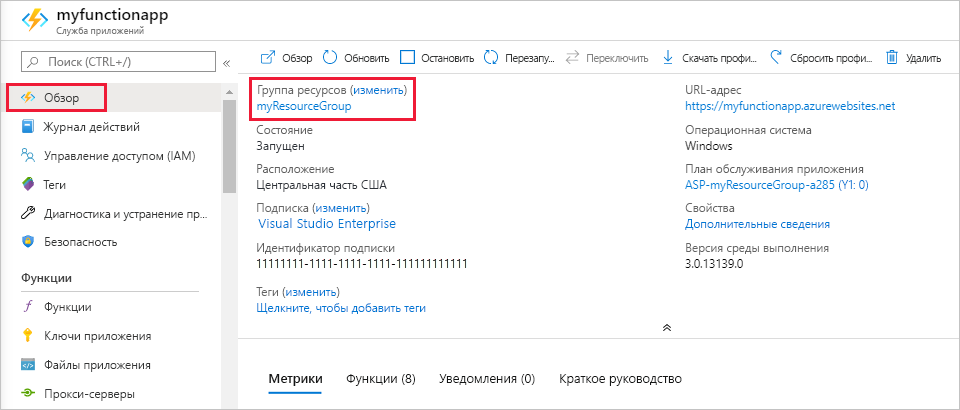 myfunctionapp
Служба приложений
Поиск (CTRL+/)
«
Обзор
Журнал действий
Управление доступом (IAM)
Теги
Диагностика и устранение пр...
Безопасность
Функции
Функции
Ключи приложения
Файлы приложения
Прокси-серверы
Обзор
Обновить
Остановить
Перезапу...
Переключить
Скачать профи...
Сбросить профи...
Удалить
Группа ресурсов (изменить)
myResourceGroup
Состояние
Запущен
Расположение
Центральная часть США
Подписка (изменить)
Visual Studio Enterprise
Идентификатор подписки
11111111-1111-1111-1111-111111111111
Теги (изменить)
Щелкните, чтобы добавить теги
URL-адрес
https://myfunctionapp.azurewebsites.net
Операционная система
Windows
План обслуживания приложения
ASP-myResourceGroup-a285 (Y1: 0)
Свойства
Дополнительные сведения
Версия среды выполнения
3.0.13139.0
Метрики
Функции (8)
Уведомления (0)
Краткое руководство